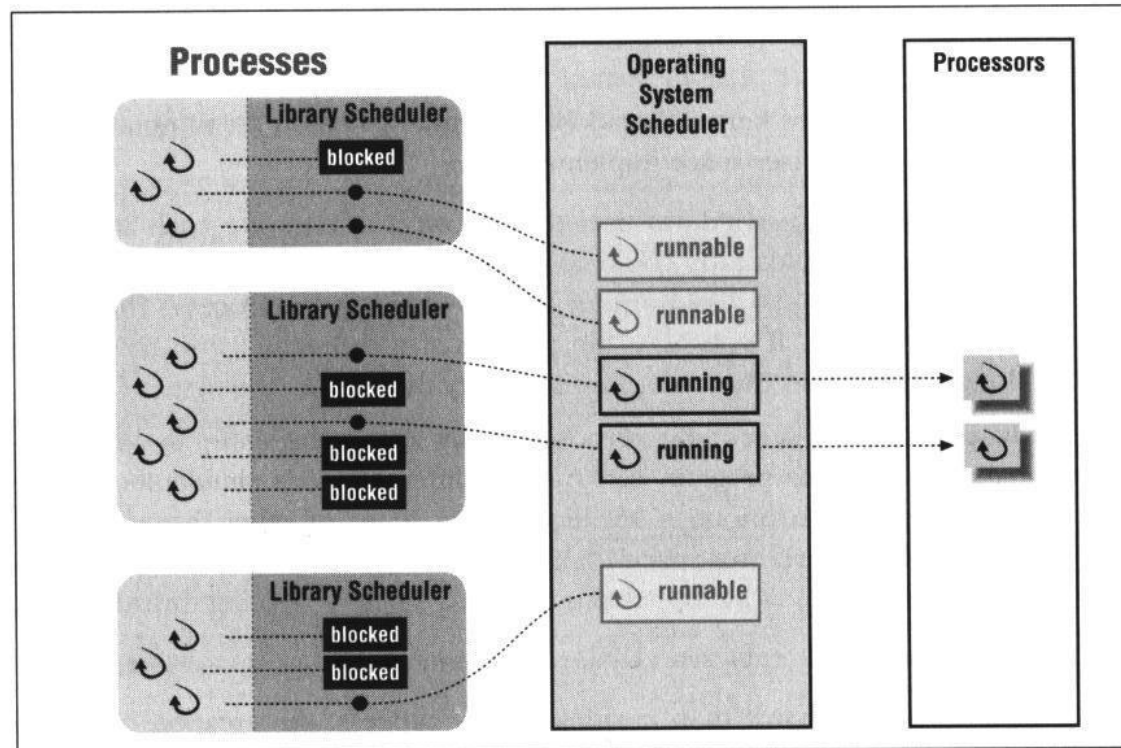 Processes
Library Scheduler
blocked
Library Scheduler
blocked
blocked
blocked
Library Scheduler
blocked
blocked
Operating
System
Scheduler
runnable
runnable
running
running
runnable
Processors